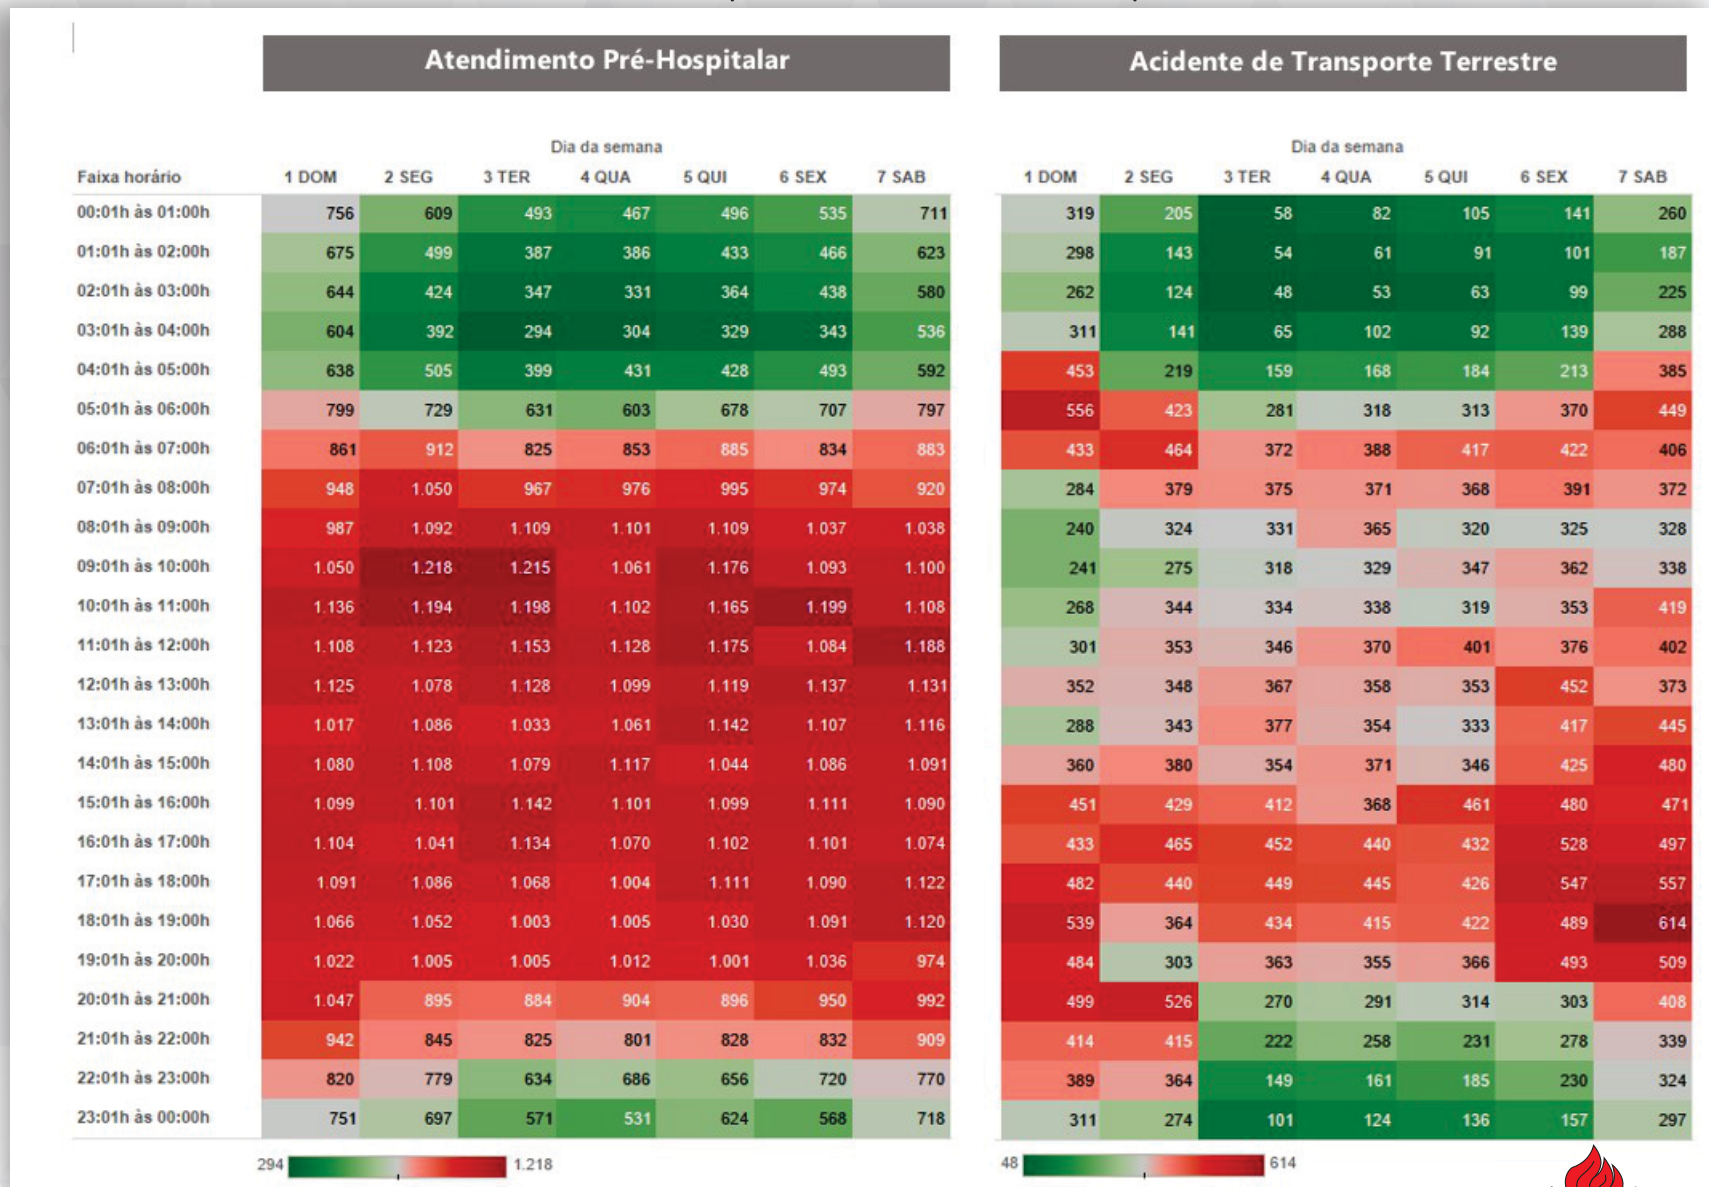 Atendimento Pré-Hospitalar Acidente de Transporte Terrestre
Dia da semana Dia da semana
Faixa horário 1 DOM 2 SEG 3 TER 4 QUA 5 QUI 6 SEX 7 SAB 1 DOM 2 SEG 3 TER 4 QUA 5 QUI 6 SEX 7 SAB
00:01h às 01:00h 756 609 493 467 496 535 711 319 205 58 82 105 141 260
01:01h às 02:00h 675 499 387 386 433 466 623 298 143 54 61 91 101 187
02:01h às 03:00h 644 424 347 331 364 438 580 262 124 48 53 63 99 225
03:01h às 04:00h 604 392 294 304 329 343 536 311 141 65 102 92 139 288
04:01h às 05:00h 638 505 399 431 428 493 592 453 219 159 168 184 213 385
05:01h às 06:00h 799 729 631 603 678 707 797 556 423 281 318 313 370 449
06:01h às 07:00h 861 912 825 853 885 834 883 433 464 372 388 417 422 406
07:01h às 08:00h 948 1.050 967 976 995 974 920 284 379 375 371 368 391 372
08:01h às 09:00h 987 1.092 1.109 1.101 1.109 1.037 1.038 240 324 331 365 320 325 328
09:01h às 10:00h 1.050 1.218 1.215 1.061 1.176 1.093 1.100 241 275 318 329 347 362 338
10:01h às 11:00h 1.136 1.194 1.198 1.102 1.165 1.199 1.108 268 344 334 338 319 353 419
11:01h às 12:00h 1.108 1.123 1.153 1.128 1.175 1.084 1.188 301 353 346 370 401 376 402
12:01h às 13:00h 1.125 1.078 1.128 1.099 1.119 1.137 1.131 352 348 367 358 353 452 373
13:01h às 14:00h 1.017 1.086 1.033 1.061 1.142 1.107 1.116 288 343 377 354 333 417 445
14:01h às 15:00h 1.080 1.108 1.079 1.117 1.044 1.086 1.091 360 380 354 371 346 425 480
15:01h às 16:00h 1.099 1.101 1.142 1.101 1.099 1.111 1.090 451 429 412 368 461 480 471
16:01h às 17:00h 1.104 1.041 1.134 1.070 1.102 1.101 1.074 433 465 452 440 432 528 497
17:01h às 18:00h 1.091 1.086 1.068 1.004 1.111 1.090 1.122 482 440 449 445 426 547 557
18:01h às 19:00h 1.066 1.052 1.003 1.005 1.030 1.091 1.120 539 364 434 415 422 489 614
19:01h às 20:00h 1.022 1.005 1.005 1.012 1.001 1.036 974 484 303 363 355 366 493 509
20:01h às 21:00h 1.047 895 884 904 896 950 992 499 526 270 291 314 303 408
21:01h às 22:00h 942 845 825 801 828 832 909 414 415 222 258 231 278 339
22:01h às 23:00h 820 779 634 686 656 720 770 389 364 149 161 185 230 324
23:01h às 00:00h 751 697 571 531 624 568 718 311 274 101 124 136 157 297
294 1.218 48 614